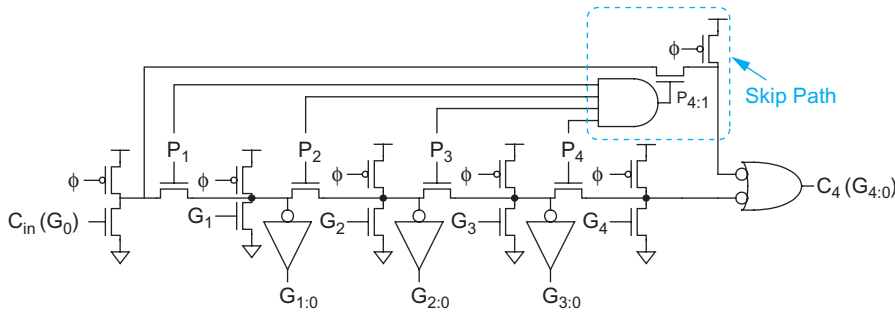 ϕ
P4:1
Skip Path
P1
P2
P3
P4
ϕ
ϕ
ϕ
ϕ
ϕ
Cin (G0)
G1
G2
G3
G4
C4 (G4:0)
G1:0
G2:0
G3:0